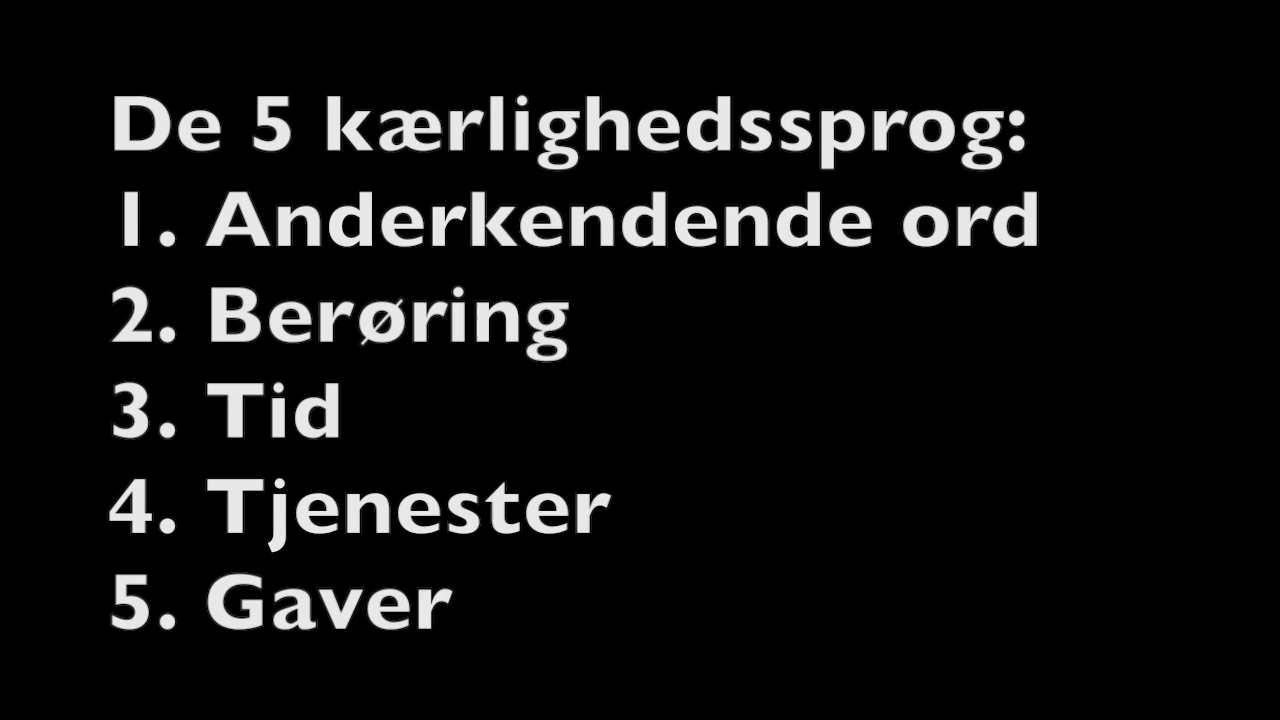 De 5 kærlighedssprog:
1. Anderkendende ord
2. Berøring
3. Tid
4. Tjenester
5. Gaver